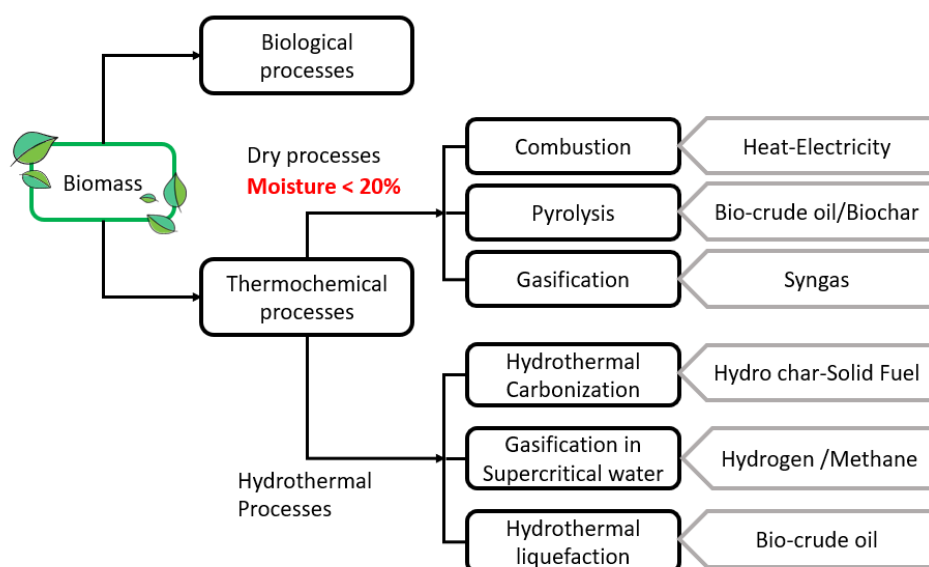 Biological
processes
Biomass
Dry processes
Moisture < 20%
Thermochemical
processes
Combustion
Heat-Electricity
Pyrolysis
Bio-crude oil/Biochar
Gasification
Syngas
Hydrothermal
Processes
Hydrothermal
Carbonization
Hydro char-Solid Fuel
Gasification in
Supercritical water
Hydrogen /Methane
Hydrothermal
liquefaction
Bio-crude oil